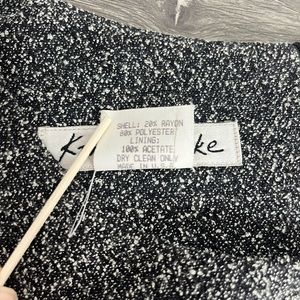 SHELL: 20% RAYON
80% POLYESTER
LINING:
100% ACETATE
DRY CLEAN ONLY
MADE IN U.S.A.